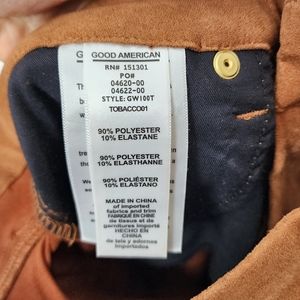 GOOD AMERICAN
RN# 151301
PO#
04620-00
04622-00
STYLE: GW100T
TOBACCO01
90% POLYESTER
10% ELASTANE
90% POLYESTER
10% ELASTHANNE
90% POLIÉSTER
10% ELASTANO
MADE IN CHINA
of imported
fabrics and trim
FABRIQUÉ EN CHINE
de tissus et de
garnitures importés
HECHO EN
CHINA
de tela y adornos
importados